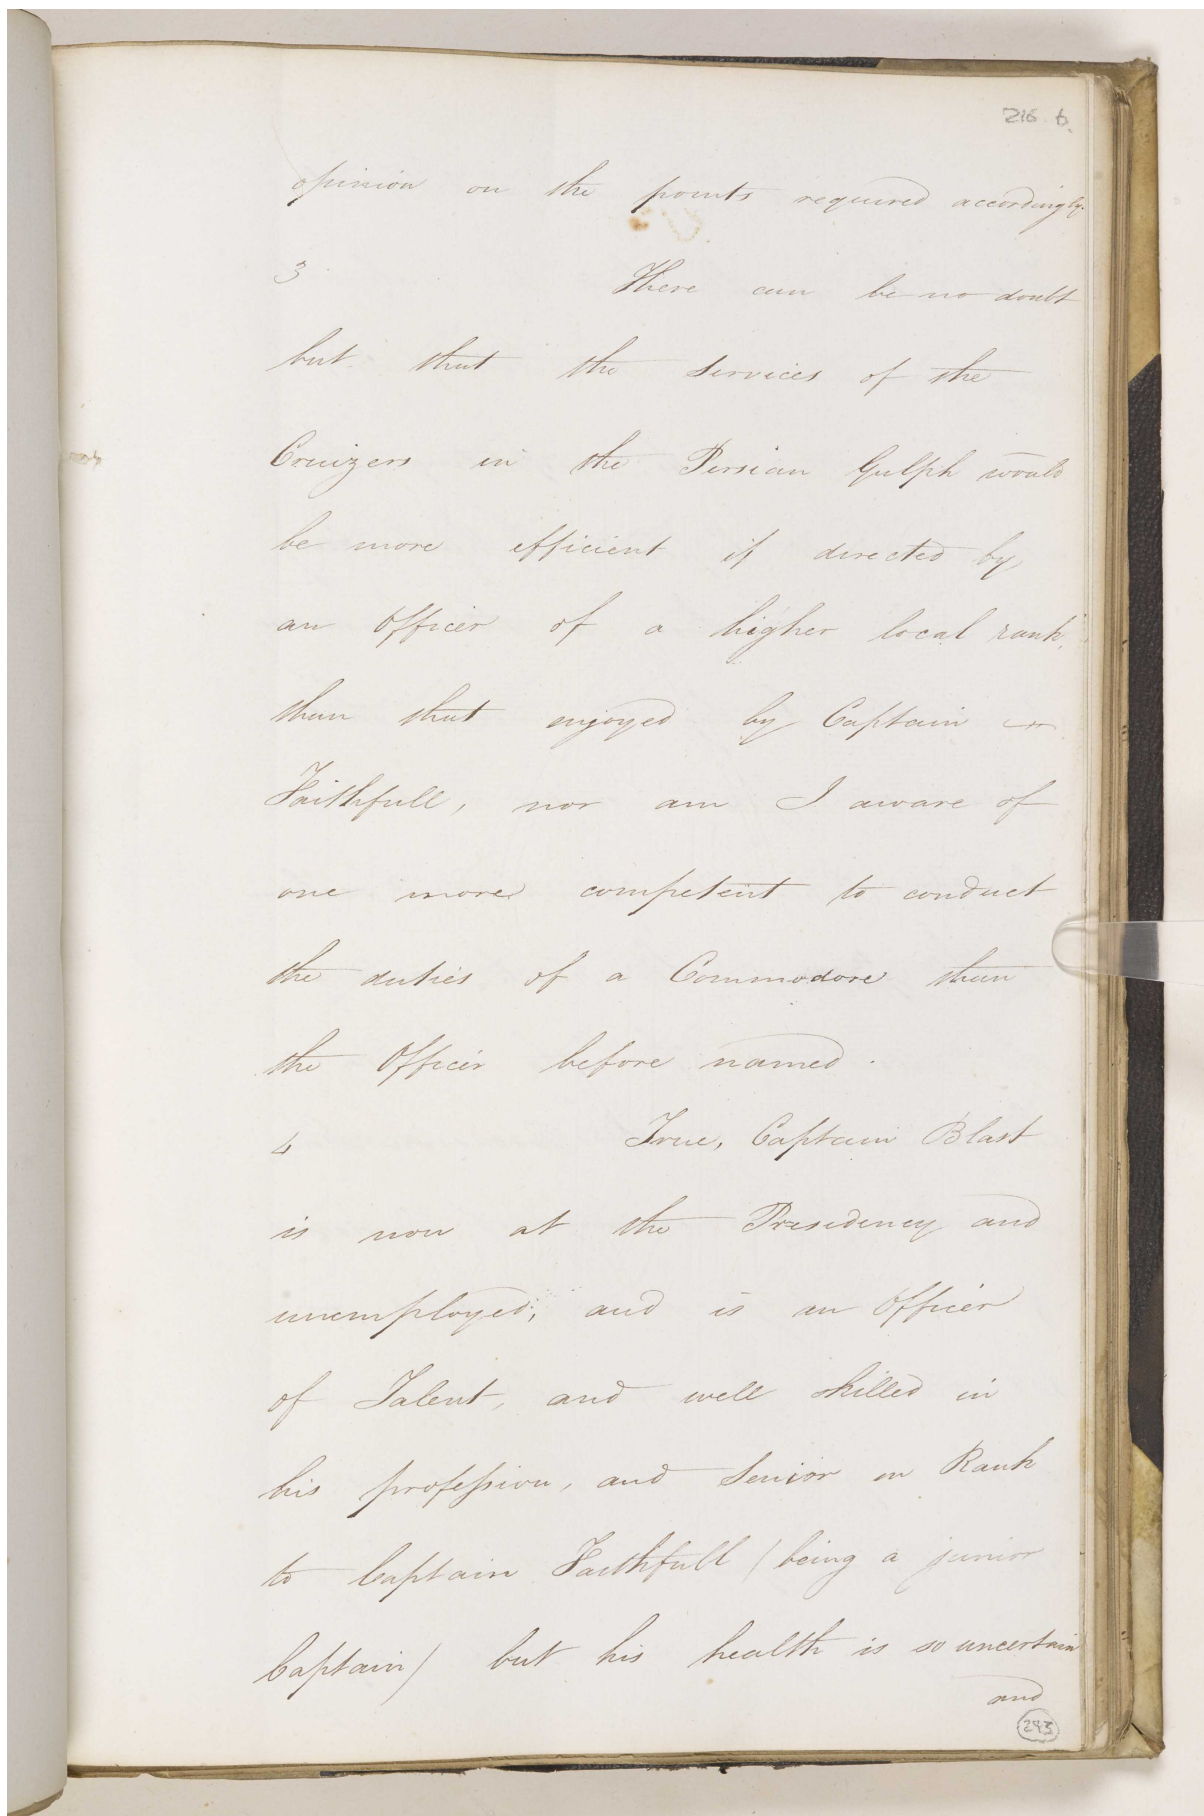 216 b.
opinion on the points required accordingly.
3 There can be no doubt
but that the Services of the
Cruizers in the Persian Gulph would
be more efficient if directed by
an Officer of a higher local rank,
than that enjoyed by Captain
Faithfull, nor am I aware of
one more competent to conduct
the duties of a Commodore than
the Officer before named.
4 True, Captain Blast
is now at the Presidency and
unemployed; and is an Officer
of Talent, and well skilled in
his profession, and Senior in Rank
to Captain Faithfull / being a junior
Captain / but his health is so uncertain
and
243